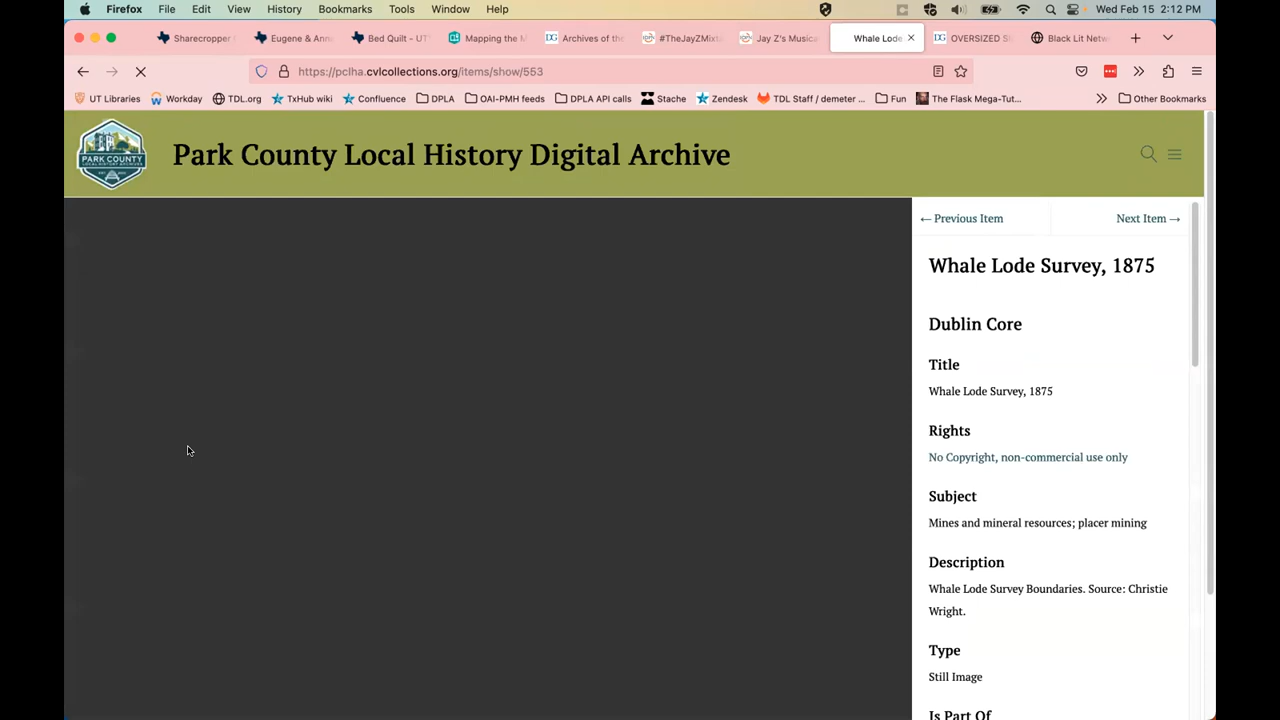 Firefox File Edit View History Bookmarks Tools Window Help Wed Feb 15 2:12 PM
Sharecropper Eugene & Ann Bed Quilt – UT Mapping the M Archives of the #TheJayZMixt Jay Z's Music Whale Lode OVERSIZED S Black Lit Netw
https://pclha.cvlcollections.org/items/show/553
UT Libraries Workday TDL.org TxHub wiki Confluence DPLA OAI-PMH feeds DPLA API calls Stache Zendesk TDL Staff / demeter ... Fun The Flask Mega-Tut... Other Bookmarks
PARK COUNTY
LOCAL HISTORY ARCHIVES
Park County Local History Digital Archive
← Previous Item Next Item →
Whale Lode Survey, 1875
Dublin Core
Title
Whale Lode Survey, 1875
Rights
No Copyright, non-commercial use only
Subject
Mines and mineral resources; placer mining
Description
Whale Lode Survey Boundaries. Source: Christie
Wright.
Type
Still Image
Is Part Of